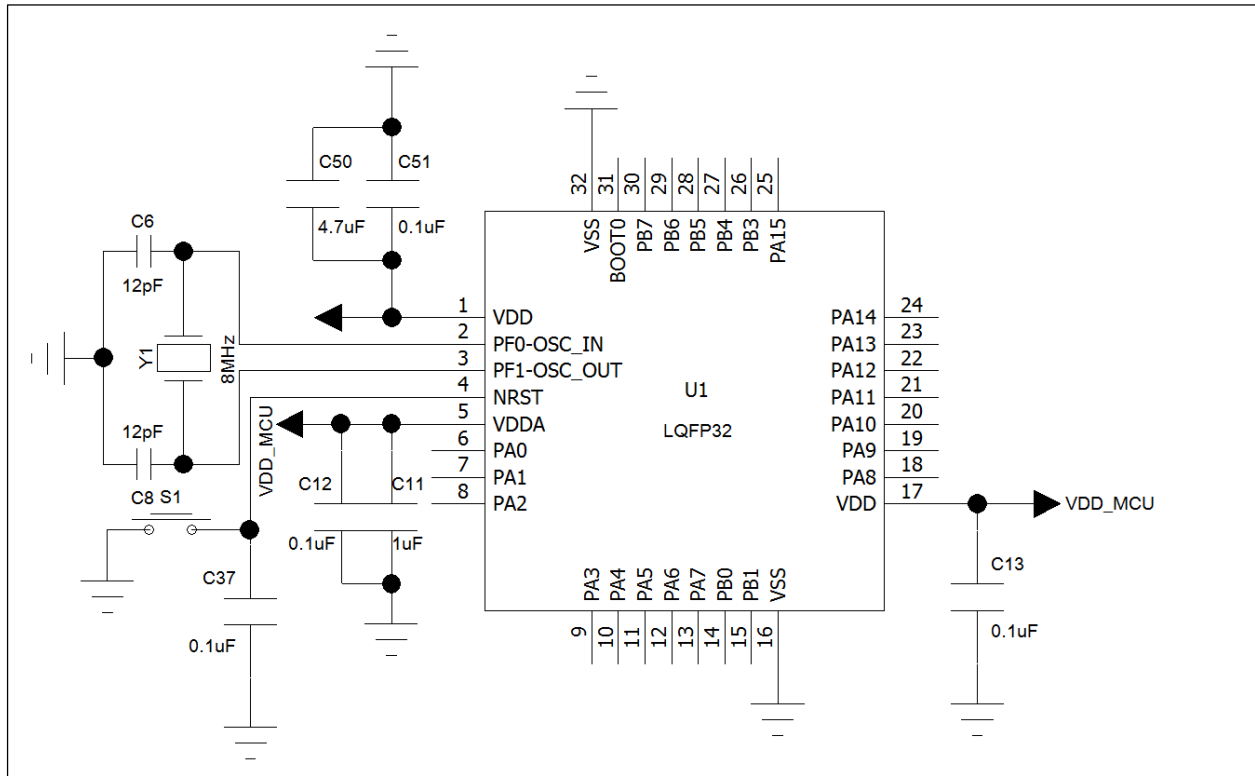 C50
C51
4.7uF
0.1uF
C6
12pF
Y1
8MHz
12pF
C8
S1
VDD_MCU
C37
0.1uF
C12
C11
0.1uF
1uF
32
31
30
29
28
27
26
25
VSS
BOOT0
PB7
PB6
PB5
PB4
PB3
PA15
1
VDD
2
PF0-OSC_IN
3
PF1-OSC_OUT
4
NRST
5
VDDA
6
PA0
7
PA1
8
PA2
U1
LQFP32
PA14
24
PA13
23
PA12
22
PA11
21
PA10
20
PA9
19
PA8
18
VDD
17
VDD_MCU
C13
0.1uF
PA3
PA4
PA5
PA6
PA7
PB0
PB1
VSS
9
10
11
12
13
14
15
16